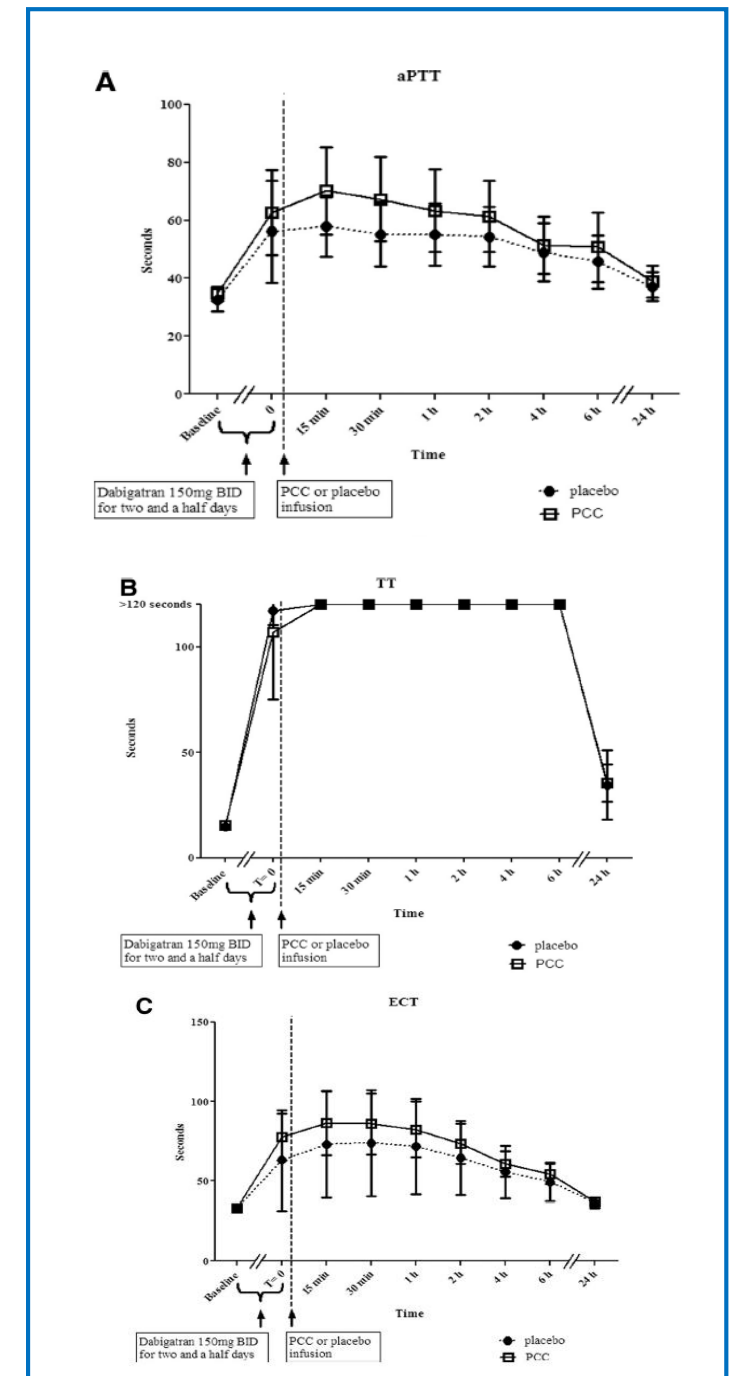 A
aPTT
100
80
60
40
20
0
Seconds
Baseline
0
15 min
30 min
1 h
2 h
4 h
6 h
24 h
Time
Dabigatran 150mg BID
for two and a half days
PCC or placebo
infusion
placebo
PCC
B
TT
>120 seconds
100
50
0
Seconds
Baseline
T= 0
15 min
30 min
1 h
2 h
4 h
6 h
24 h
Time
Dabigatran 150mg BID
for two and a half days
PCC or placebo
infusion
placebo
PCC
C
ECT
150
100
50
0
Seconds
Baseline
T= 0
15 min
30 min
1 h
2 h
4 h
6 h
24 h
Time
Dabigatran 150mg BID
for two and a half days
PCC or placebo
infusion
placebo
PCC